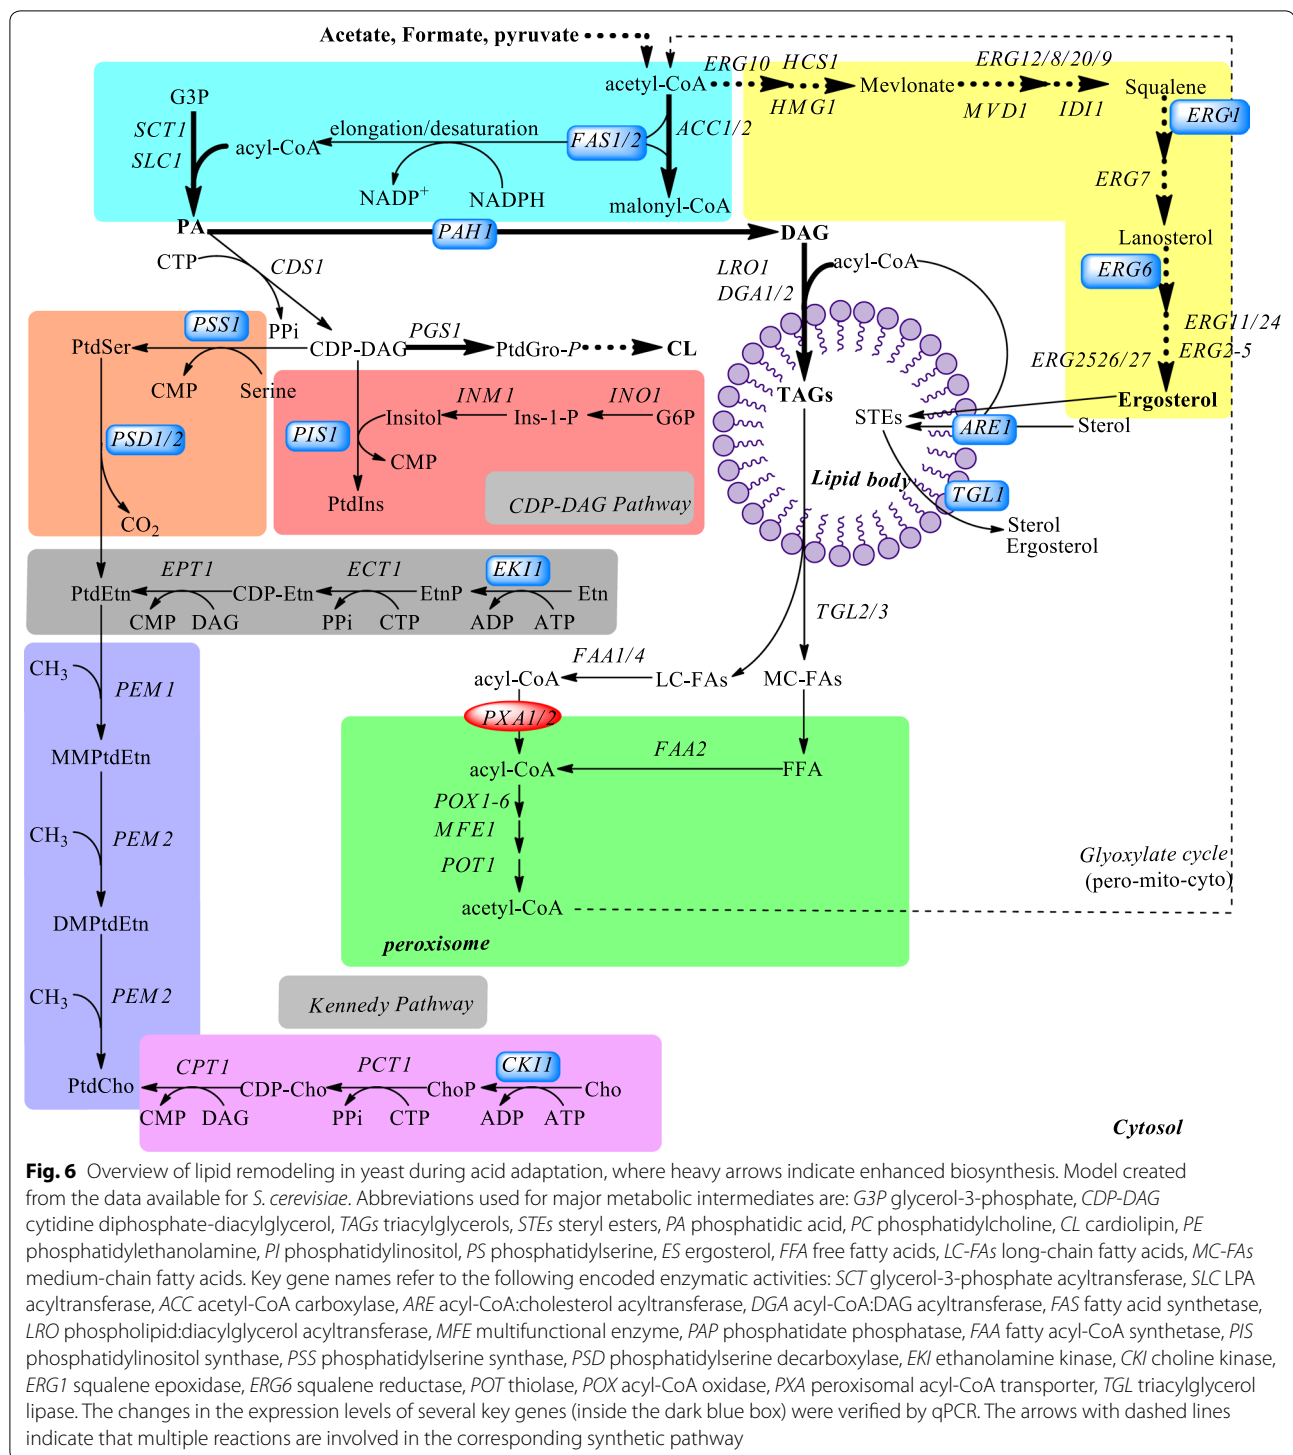 Acetate, Formate, pyruvate
ERG10
HCS1
ERG12/8/20/9
acetyl-CoA
Mevlonate
Squalene
HMG1
MVD1
IDI1
ERG1
G3P
SCT1
SLC1
acyl-CoA
elongation/desaturation
FAS1/2
ACC1/2
NADP+
NADPH
malonyl-CoA
ERG7
PA
PAH1
DAG
Lanosterol
CTP
CDS1
LRO1
DGA1/2
acyl-CoA
ERG6
PPi
PSS1
PtdSer
CDP-DAG
PGS1
PtdGro-P
CL
ERG11/24
ERG2-5
ERG2526/27
CMP
Serine
TAGs
Ergosterol
INM1
INO1
Insitol
Ins-1-P
G6P
STEs
ARE1
Sterol
PSD1/2
PIS1
CMP
Lipid body
TGL1
PtdIns
CDP-DAG Pathway
CO2
Sterol
Ergosterol
EPT1
ECT1
EKI1
PtdEtn
CDP-Etn
EtnP
Etn
CMP
DAG
PPi
CTP
ADP
ATP
TGL2/3
CH3
PEM1
FAA1/4
acyl-CoA
LC-FAs
MC-FAs
PXA1/2
MMPtdEtn
acyl-CoA
FAA2
FFA
POX1-6
CH3
PEM2
MFE1
POT1
Glyoxylate cycle
(pero-mito-cyto)
acetyl-CoA
DMPtdEtn
peroxisome
CH3
PEM2
Kennedy Pathway
CPT1
PCT1
CKI1
PtdCho
CDP-Cho
ChoP
Cho
CMP
DAG
PPi
CTP
ADP
ATP
Cytosol
Fig. 6 Overview of lipid remodeling in yeast during acid adaptation, where heavy arrows indicate enhanced biosynthesis. Model created
from the data available for S. cerevisiae. Abbreviations used for major metabolic intermediates are: G3P glycerol-3-phosphate, CDP-DAG
cytidine diphosphate-diacylglycerol, TAGs triacylglycerols, STEs steryl esters, PA phosphatidic acid, PC phosphatidylcholine, CL cardiolipin, PE
phosphatidylethanolamine, PI phosphatidylinositol, PS phosphatidylserine, ES ergosterol, FFA free fatty acids, LC-FAs long-chain fatty acids, MC-FAs
medium-chain fatty acids. Key gene names refer to the following encoded enzymatic activities: SCT glycerol-3-phosphate acyltransferase, SLC LPA
acyltransferase, ACC acetyl-CoA carboxylase, ARE acyl-CoA:cholesterol acyltransferase, DGA acyl-CoA:DAG acyltransferase, FAS fatty acid synthetase,
LRO phospholipid:diacylglycerol acyltransferase, MFE multifunctional enzyme, PAP phosphatidate phosphatase, FAA fatty acyl-CoA synthetase, PIS
phosphatidylinositol synthase, PSS phosphatidylserine synthase, PSD phosphatidylserine decarboxylase, EKI ethanolamine kinase, CKI choline kinase,
ERG1 squalene epoxidase, ERG6 squalene reductase, POT thiolase, POX acyl-CoA oxidase, PXA peroxisomal acyl-CoA transporter, TGL triacylglycerol
lipase. The changes in the expression levels of several key genes (inside the dark blue box) were verified by qPCR. The arrows with dashed lines
indicate that multiple reactions are involved in the corresponding synthetic pathway